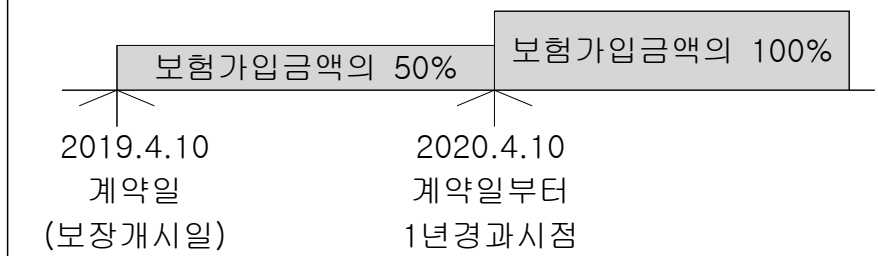 보험가입금액의 50%
보험가입금액의 100%
2019.4.10
계약일
(보장개시일)
2020.4.10
계약일부터
1년경과시점